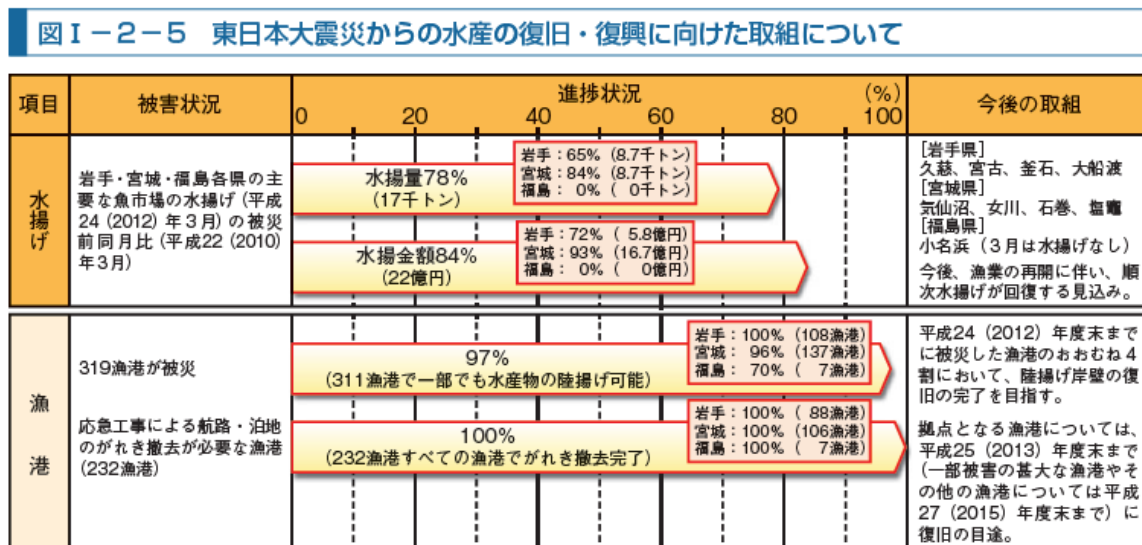 図Ⅰ-2-5 東日本大震災からの水産の復旧・復興に向けた取組について
項目
被害状況
進捗状況
(%)
0 20 40 60 80 100
今後の取組
水揚げ
岩手・宮城・福島各県の主
要な魚市場の水揚げ(平成
24(2012)年3月)の被災
前同月比(平成22(2010)
年3月)
水揚量78%
(17千トン)
岩手:65%(8.7千トン)
宮城:84%(8.7千トン)
福島: 0%( 0千トン)
水揚金額84%
(22億円)
岩手:72%( 5.8億円)
宮城:93%(16.7億円)
福島: 0%( 0億円)
[岩手県]
久慈、宮古、釜石、大船渡
[宮城県]
気仙沼、女川、石巻、塩竈
[福島県]
小名浜(3月は水揚げなし)
今後、漁業の再開に伴い、順
次水揚げが回復する見込み。
漁港
319漁港が被災
97%
(311漁港で一部でも水産物の陸揚げ可能)
岩手:100%(108漁港)
宮城: 96%(137漁港)
福島: 70%( 7漁港)
応急工事による航路・泊地
のがれき撤去が必要な漁港
(232漁港)
100%
(232漁港すべての漁港でがれき撤去完了)
岩手:100%( 88漁港)
宮城:100%(106漁港)
福島:100%( 7漁港)
平成24(2012)年度末まで
に被災した漁港のおおむね4
割において、陸揚げ岸壁の復
旧の完了を目指す。
拠点となる漁港については、
平成25(2013)年度末まで
(一部被害の甚大な漁港やそ
の他の漁港については平成
27(2015)年度末まで)に
復旧の目途。